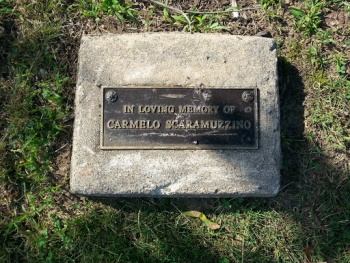 IN LOVING MEMORY OF
CARMELO SCARAMUZZINO